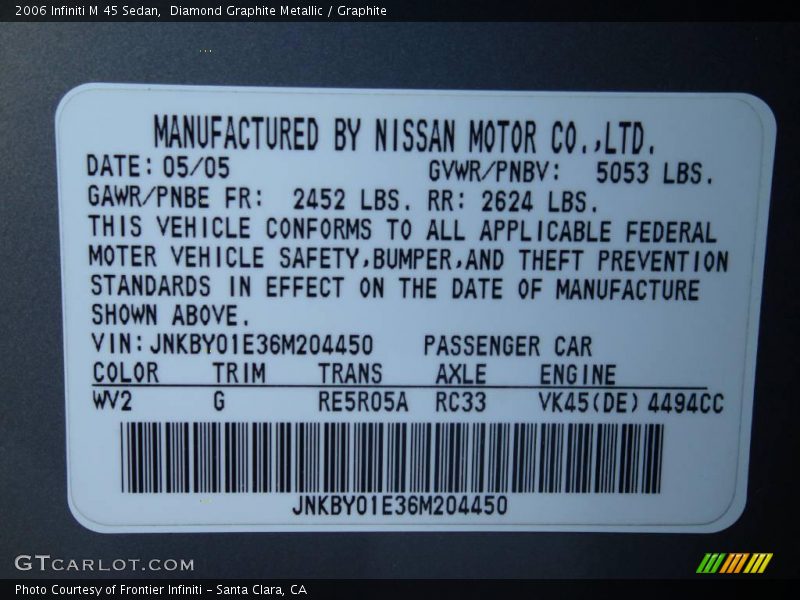 2006 Infiniti M 45 Sedan,  Diamond Graphite Metallic / Graphite
MANUFACTURED BY NISSAN MOTOR CO.,LTD.
DATE: 05/05 GVWR/PNBV: 5053 LBS.
GAWR/PNBE FR: 2452 LBS. RR: 2624 LBS.
THIS VEHICLE CONFORMS TO ALL APPLICABLE FEDERAL
MOTER VEHICLE SAFETY,BUMPER,AND THEFT PREVENTION
STANDARDS IN EFFECT ON THE DATE OF MANUFACTURE
SHOWN ABOVE.
VIN: JNKBY01E36M204450 PASSENGER CAR
COLOR TRIM TRANS AXLE ENGINE
WV2 G RE5R05A RC33 VK45(DE) 4494CC
JNKBY01E36M204450
GTCARLOT.COM
Photo Courtesy of Frontier Infiniti - Santa Clara, CA